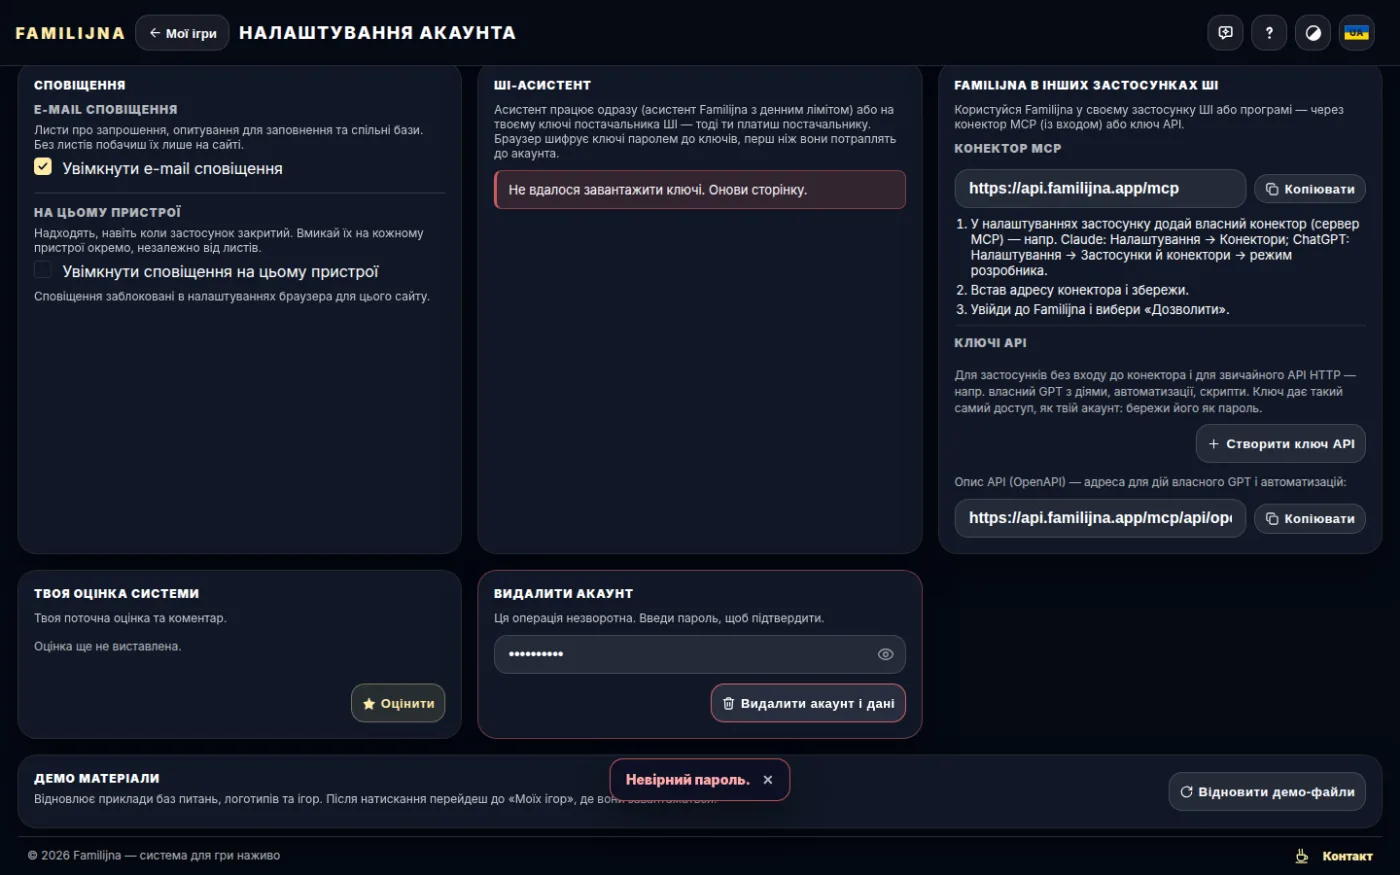 FAMILIJNA
← Мої ігри
НАЛАШТУВАННЯ АКАУНТА
?
UA
СПОВІЩЕННЯ
E-MAIL СПОВІЩЕННЯ
Листи про запрошення, опитування для заповнення та спільні бази.
Без листів побачиш їх лише на сайті.
Увімкнути e-mail сповіщення
НА ЦЬОМУ ПРИСТРОЇ
Надходять, навіть коли застосунок закритий. Вмикай їх на кожному
пристрої окремо, незалежно від листів.
Увімкнути сповіщення на цьому пристрої
Сповіщення заблоковані в налаштуваннях браузера для цього сайту.
ШІ-АСИСТЕНТ
Асистент працює одразу (асистент Familijna з денним лімітом) або на
твоєму ключі постачальника ШІ — тоді ти платиш постачальнику.
Браузер шифрує ключі паролем до ключів, перш ніж вони потраплять
до акаунта.
Не вдалося завантажити ключі. Онови сторінку.
FAMILIJNA В ІНШИХ ЗАСТОСУНКАХ ШІ
Користуйся Familijna у своєму застосунку ШІ або програмі — через
конектор MCP (із входом) або ключ API.
КОНЕКТОР MCP
https://api.familijna.app/mcp
Копіювати
1. У налаштуваннях застосунку додай власний конектор (сервер
MCP) — напр. Claude: Налаштування → Конектори; ChatGPT:
Налаштування → Застосунки й конектори → режим
розробника.
2. Встав адресу конектора і збережи.
3. Увійди до Familijna і вибери «Дозволити».
КЛЮЧІ API
Для застосунків без входу до конектора і для звичайного API HTTP —
напр. власний GPT з діями, автоматизації, скрипти. Ключ дає такий
самий доступ, як твій акаунт: бережи його як пароль.
+ Створити ключ API
Опис API (OpenAPI) — адреса для дій власного GPT і автоматизацій:
https://api.familijna.app/mcp/api/ope
Копіювати
ТВОЯ ОЦІНКА СИСТЕМИ
Твоя поточна оцінка та коментар.
Оцінка ще не виставлена.
Оцінити
ВИДАЛИТИ АКАУНТ
Ця операція незворотна. Введи пароль, щоб підтвердити.
••••••••••
Видалити акаунт і дані
ДЕМО МАТЕРІАЛИ
Відновлює приклади баз питань, логотипів та ігор. Після натискання перейдеш до «Моїх ігор», де
Невірний пароль. ×
Відновити демо-файли
© 2026 Familijna — система для гри наживо
Контакт